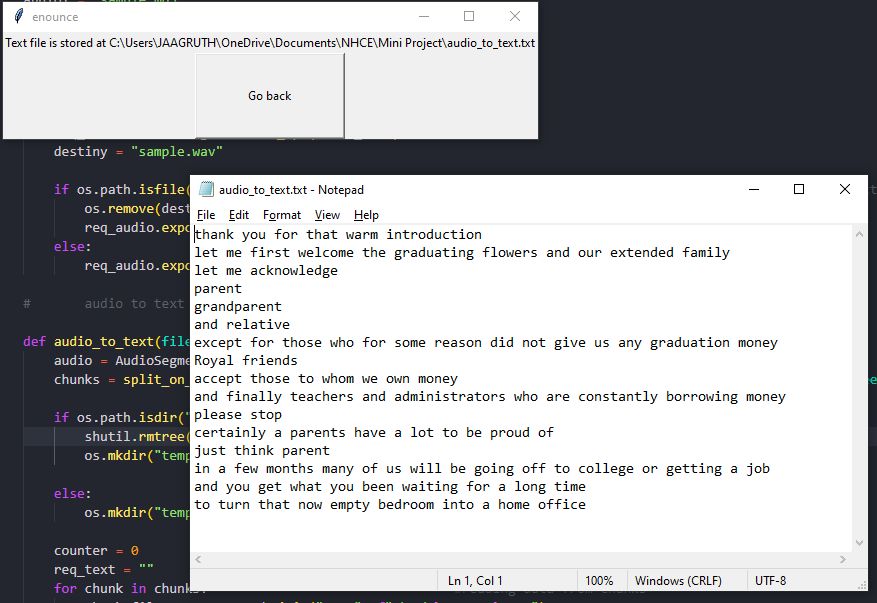 enounce
Text file is stored at C:\Users\JAAGRUTH\OneDrive\Documents\NHCE\Mini Project\audio_to_text.txt
Go back
destiny = "sample.wav"
if os.path.isfile(
os.remove(dest
req_audio.expo
else:
req_audio.expo
# audio to text
def audio_to_text(file
audio = AudioSegme
chunks = split_on_
if os.path.isdir("
shutil.rmtree(
os.mkdir("temp
else:
os.mkdir("temp
counter = 0
req_text = ""
for chunk in chunks:
audio_to_text.txt - Notepad
File Edit Format View Help
thank you for that warm introduction
let me first welcome the graduating flowers and our extended family
let me acknowledge
parent
grandparent
and relative
except for those who for some reason did not give us any graduation money
Royal friends
accept those to whom we own money
and finally teachers and administrators who are constantly borrowing money
please stop
certainly a parents have a lot to be proud of
just think parent
in a few months many of us will be going off to college or getting a job
and you get what you been waiting for a long time
to turn that now empty bedroom into a home office
Ln 1, Col 1 100% Windows (CRLF) UTF-8